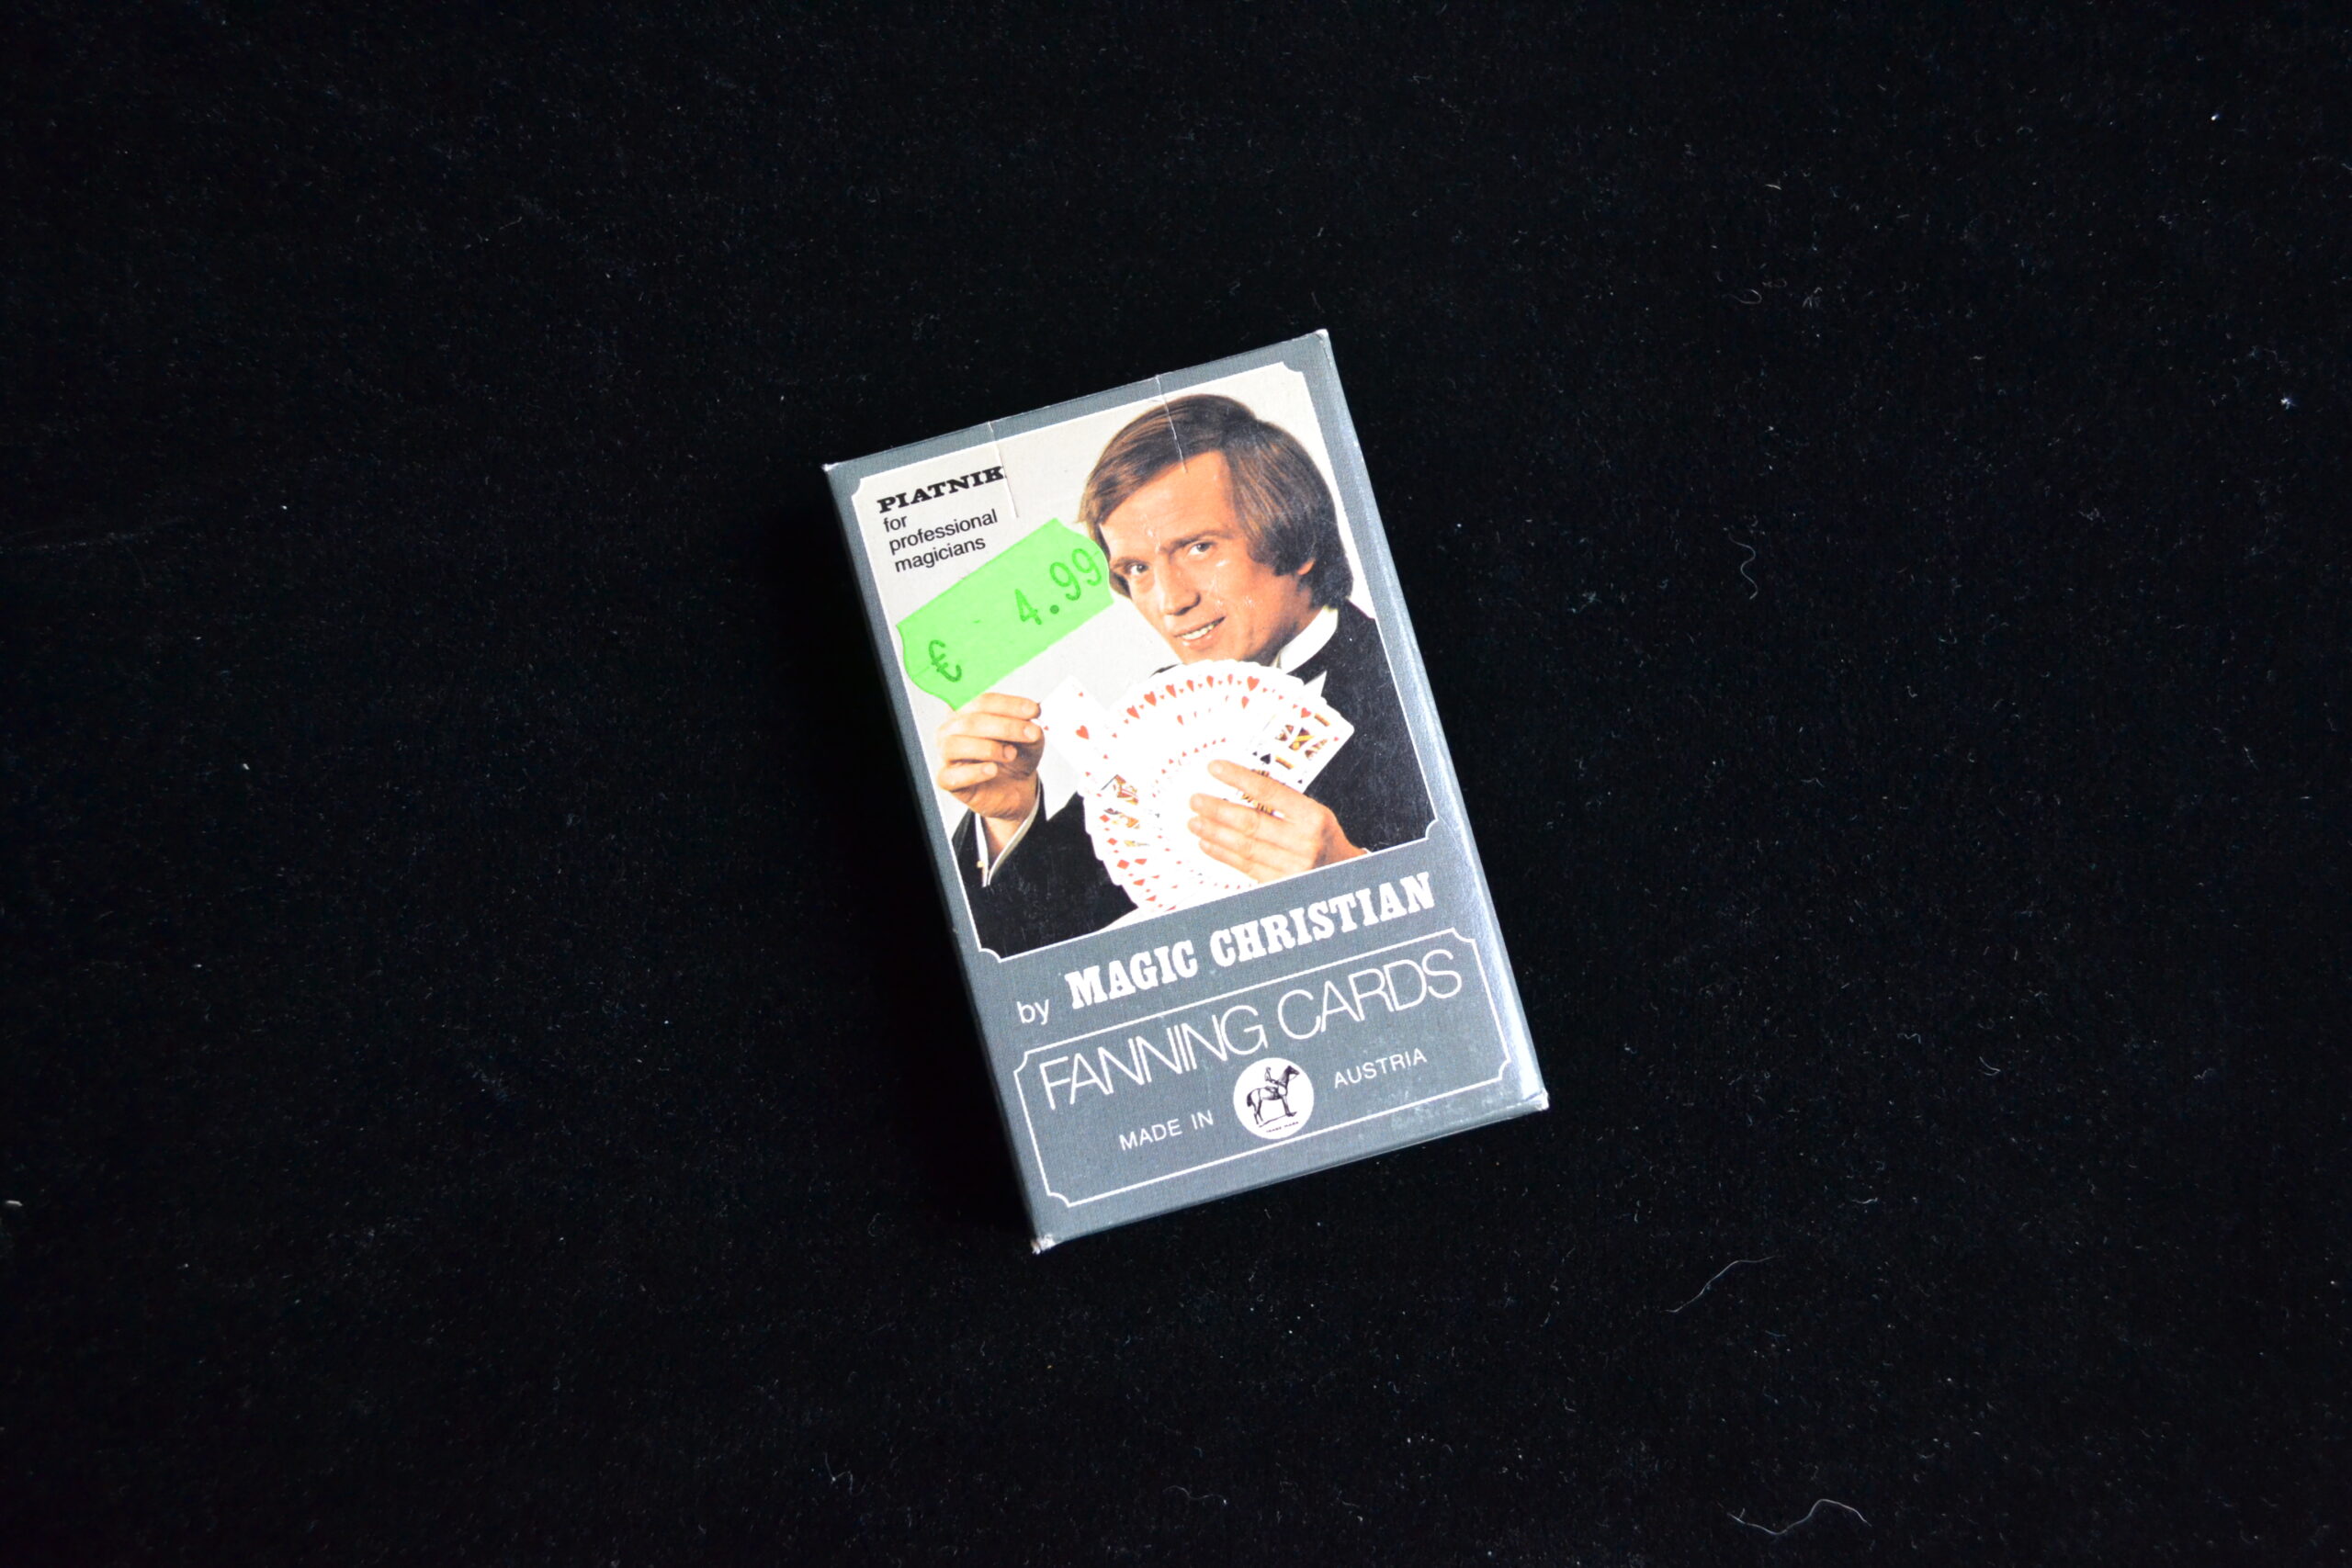 PIATNIK
for
professional
magicians
€ 4.99
by MAGIC CHRISTIAN
FANNING CARDS
MADE IN AUSTRIA